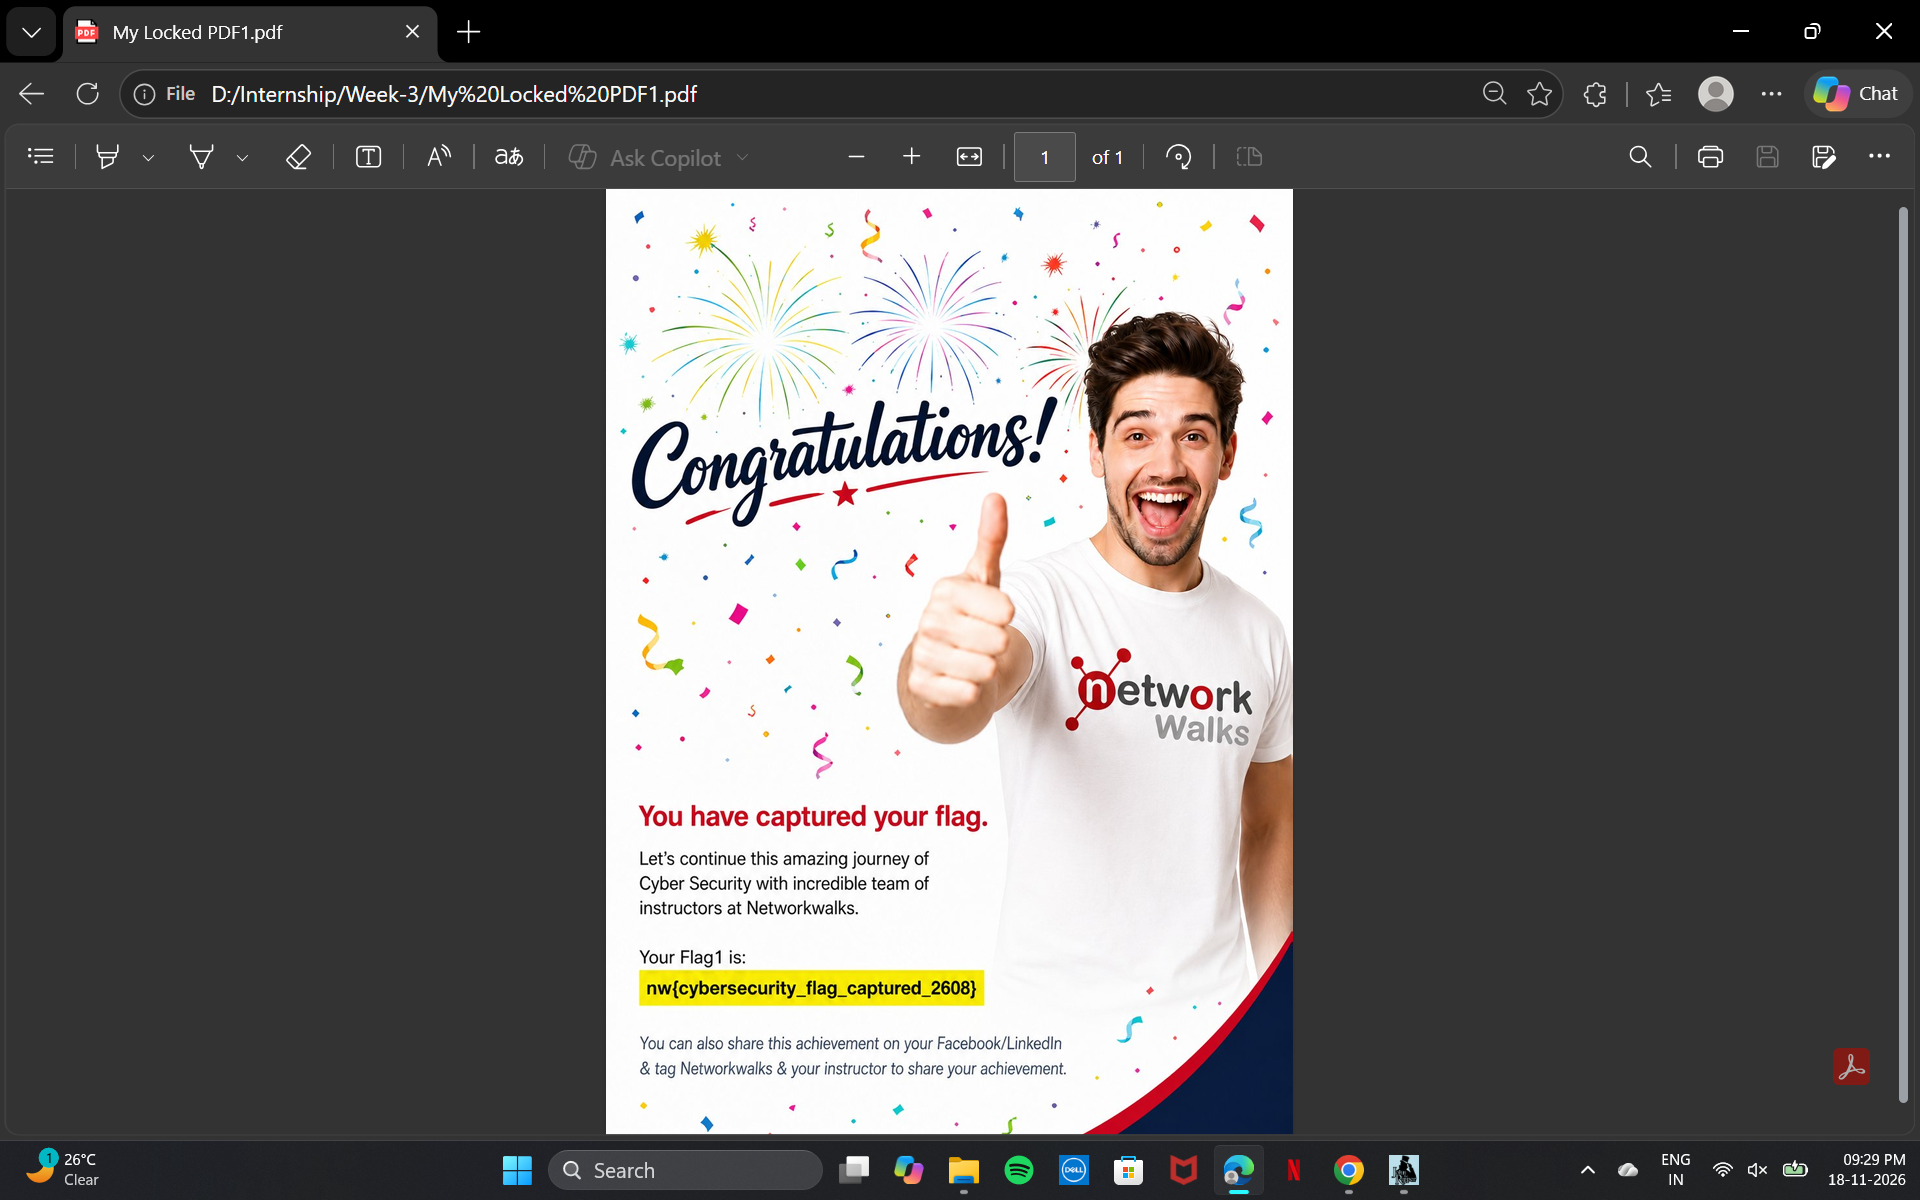 My Locked PDF1.pdf
File D:/Internship/Week-3/My%20Locked%20PDF1.pdf
Chat
Ask Copilot
1 of 1
Congratulations!
network
Walks
You have captured your flag.
Let's continue this amazing journey of
Cyber Security with incredible team of
instructors at Networkwalks.
Your Flag1 is:
nw{cybersecurity_flag_captured_2608}
You can also share this achievement on your Facebook/LinkedIn
& tag Networkwalks & your instructor to share your achievement.
1
26°C
Clear
Search
DELL
N
ENG
IN
09:29 PM
18-11-2026